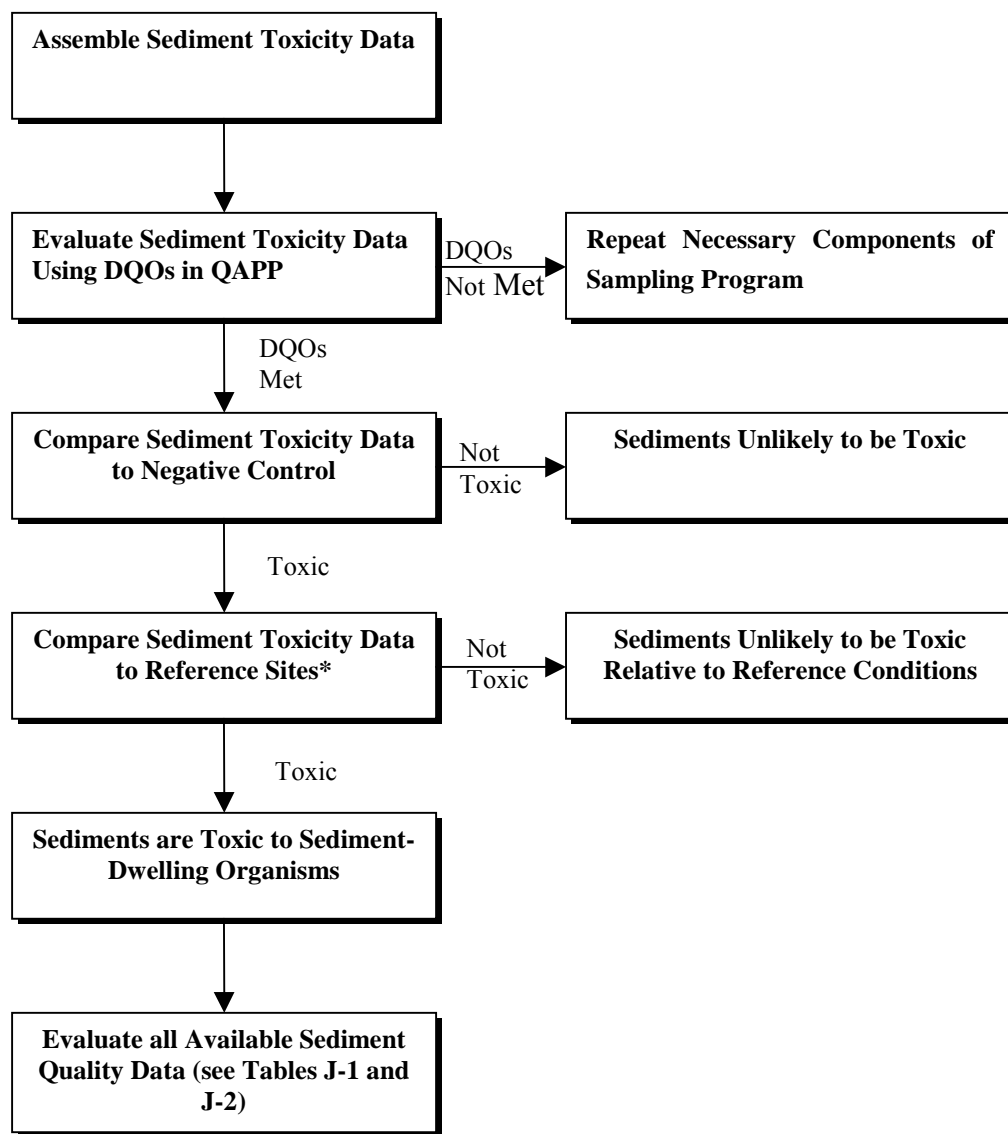 Assemble Sediment Toxicity Data
Evaluate Sediment Toxicity Data
Using DQOs in QAPP
DQOs
Not Met
Repeat Necessary Components of
Sampling Program
DQOs
Met
Compare Sediment Toxicity Data
to Negative Control
Not
Toxic
Sediments Unlikely to be Toxic
Toxic
Compare Sediment Toxicity Data
to Reference Sites*
Not
Toxic
Sediments Unlikely to be Toxic
Relative to Reference Conditions
Toxic
Sediments are Toxic to Sediment-
Dwelling Organisms
Evaluate all Available Sediment
Quality Data (see Tables J-1 and
J-2)